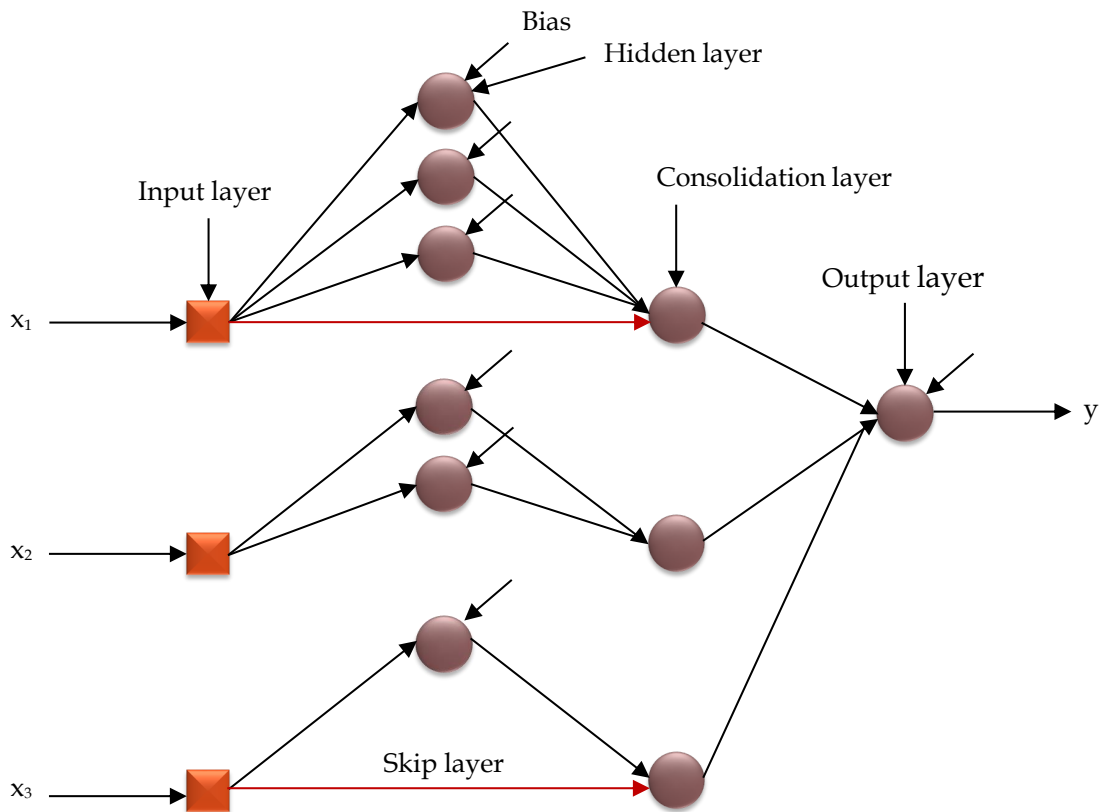 Bias
Hidden layer
Consolidation layer
Input layer
Output layer
x₁
y
x₂
Skip layer
x₃